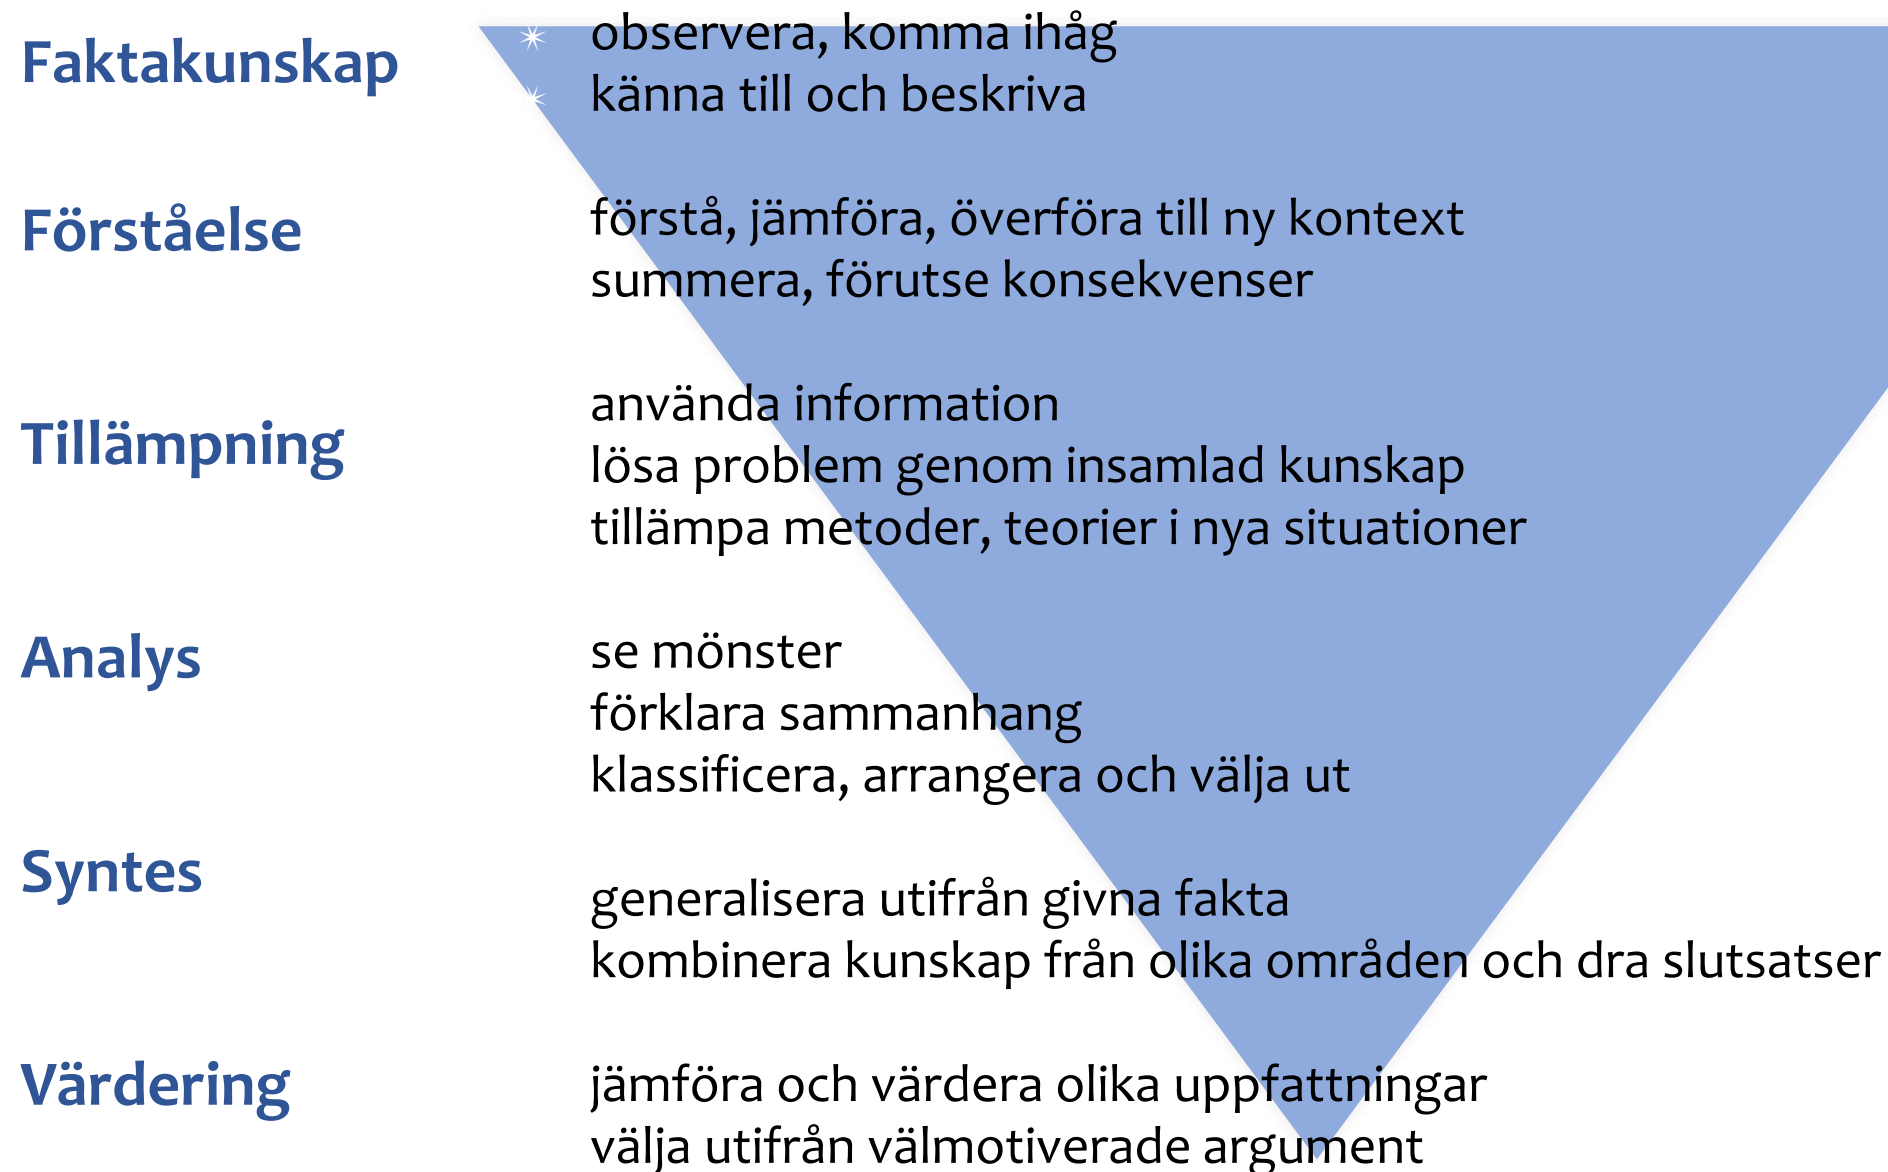 Faktakunskap
observera, komma ihåg
känna till och beskriva
Förståelse
förstå, jämföra, överföra till ny kontext
summera, förutse konsekvenser
Tillämpning
använda information
lösa problem genom insamlad kunskap
tillämpa metoder, teorier i nya situationer
Analys
se mönster
förklara sammanhang
klassificera, arrangera och välja ut
Syntes
generalisera utifrån givna fakta
kombinera kunskap från olika områden och dra slutsatser
Värdering
jämföra och värdera olika uppfattningar
välja utifrån välmotiverade argument